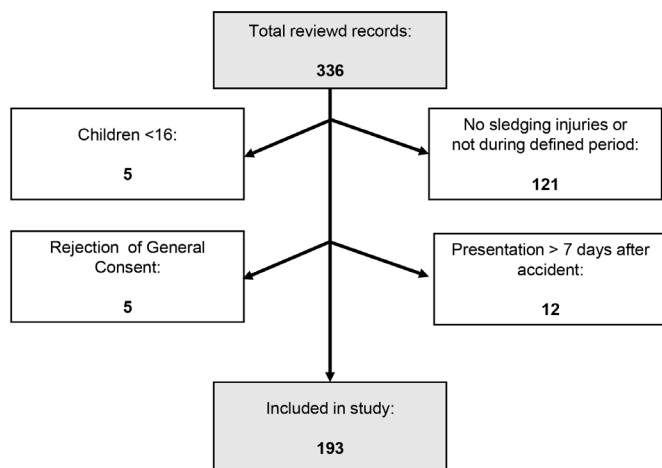 Total reviewd records:
336
Children <16:
5
No sledging injuries or
not during defined period:
121
Rejection of General
Consent:
5
Presentation > 7 days after
accident:
12
Included in study:
193